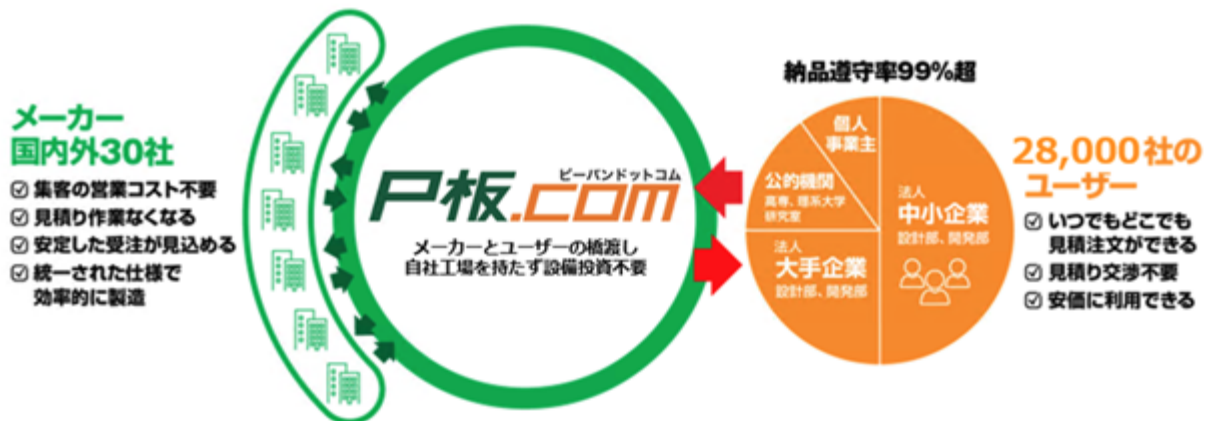 メーカー
国内外30社
集客の営業コスト不要
見積り作業なくなる
安定した受注が見込める
統一された仕様で
効率的に製造
ピーバンドットコム
P板.com
メーカーとユーザーの橋渡し
自社工場を持たず設備投資不要
納品遵守率99%超
個人
事業主
公的機関
高専、理系大学
研究室
法人
大手企業
設計部、開発部
法人
中小企業
設計部、開発部
28,000社の
ユーザー
いつでもどこでも
見積注文ができる
見積り交渉不要
安価に利用できる